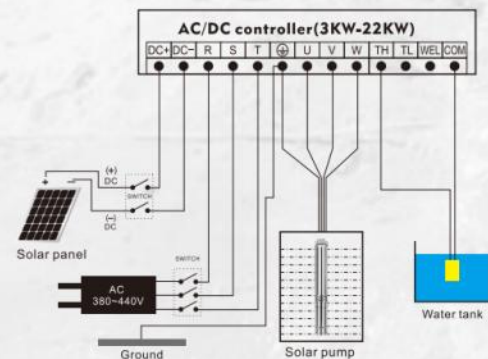 AC/DC controller(3KW-22KW)
DC+ DC- R S T ⏚ U V W TH TL WEL COM
(+)
DC
SWITCH
(-)
DC
+ -
Solar panel
SWITCH
AC
380~440V
Ground
Solar pump
Water tank